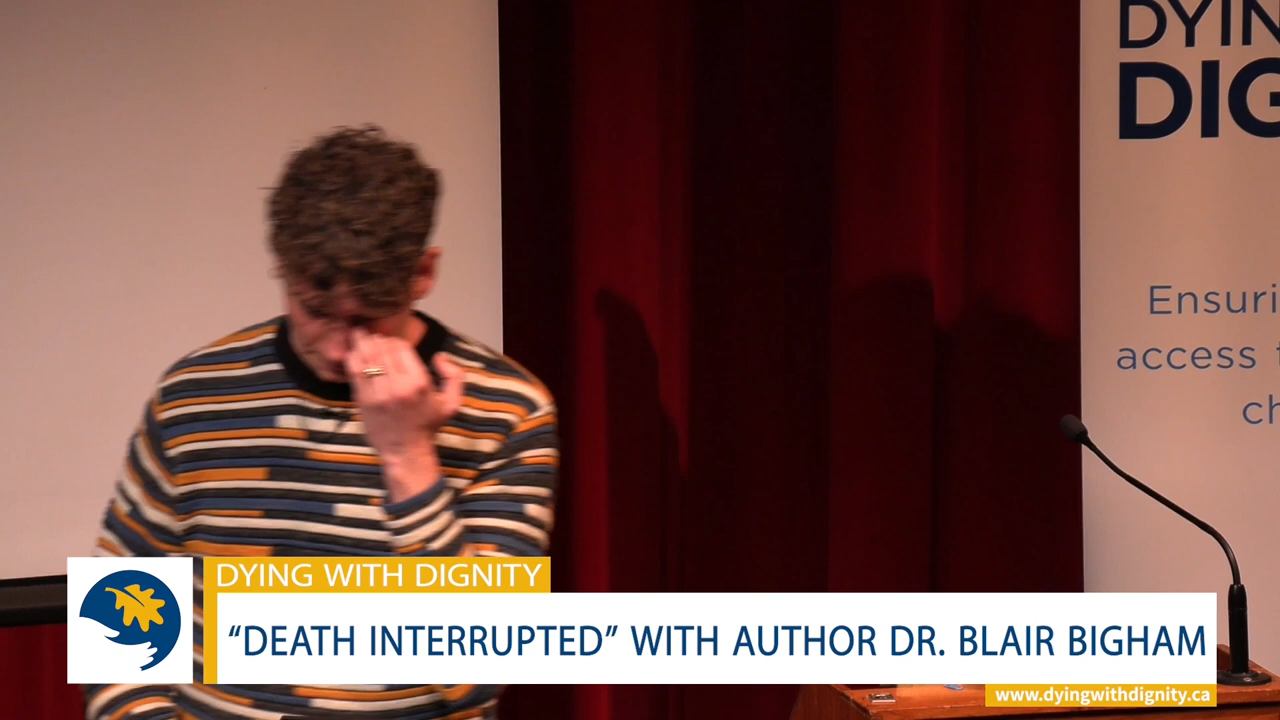 DYIN
DIG
Ensuri
access
ch
DYING WITH DIGNITY
“DEATH INTERRUPTED” WITH AUTHOR DR. BLAIR BIGHAM
www.dyingwithdignity.ca